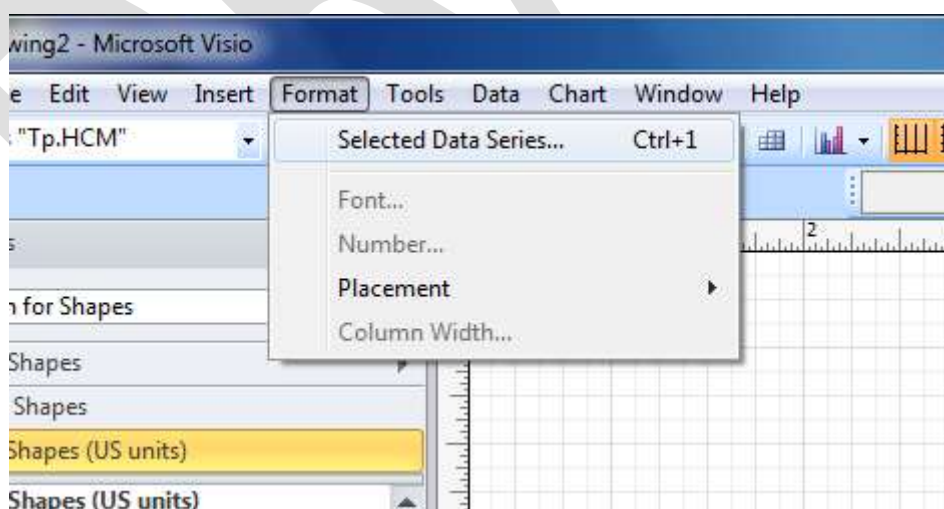 wing2 - Microsoft Visio
e Edit View Insert Format Tools Data Chart Window Help
"Tp.HCM"
Selected Data Series... Ctrl+1
Font...
Number...
Placement
Column Width...
2
s
n for Shapes
Shapes
Shapes
Shapes (US units)
Shapes (US units)